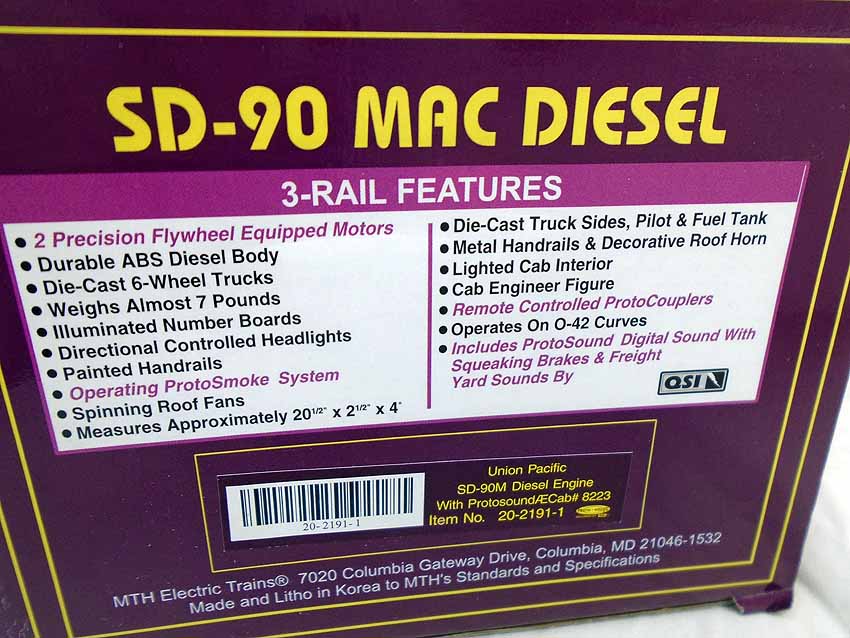 SD-90 MAC DIESEL
3-RAIL FEATURES
• 2 Precision Flywheel Equipped Motors
• Durable ABS Diesel Body
• Die-Cast 6-Wheel Trucks
• Weighs Almost 7 Pounds
• Illuminated Number Boards
• Directional Controlled Headlights
• Painted Handrails
• Operating ProtoSmoke System
• Spinning Roof Fans
• Measures Approximately 20 1/2" x 2 1/2" x 4"
• Die-Cast Truck Sides, Pilot & Fuel Tank
• Metal Handrails & Decorative Roof Horn
• Lighted Cab Interior
• Cab Engineer Figure
• Remote Controlled ProtoCouplers
• Operates On O-42 Curves
• Includes ProtoSound Digital Sound With
Squeaking Brakes & Freight
Yard Sounds By
QSI
20-2191-1
Union Pacific
SD-90M Diesel Engine
With ProtosoundÆCab# 8223
Item No. 20-2191-1
MTH Electric Trains® 7020 Columbia Gateway Drive, Columbia, MD 21046-1532
Made and Litho in Korea to MTH's Standards and Specifications